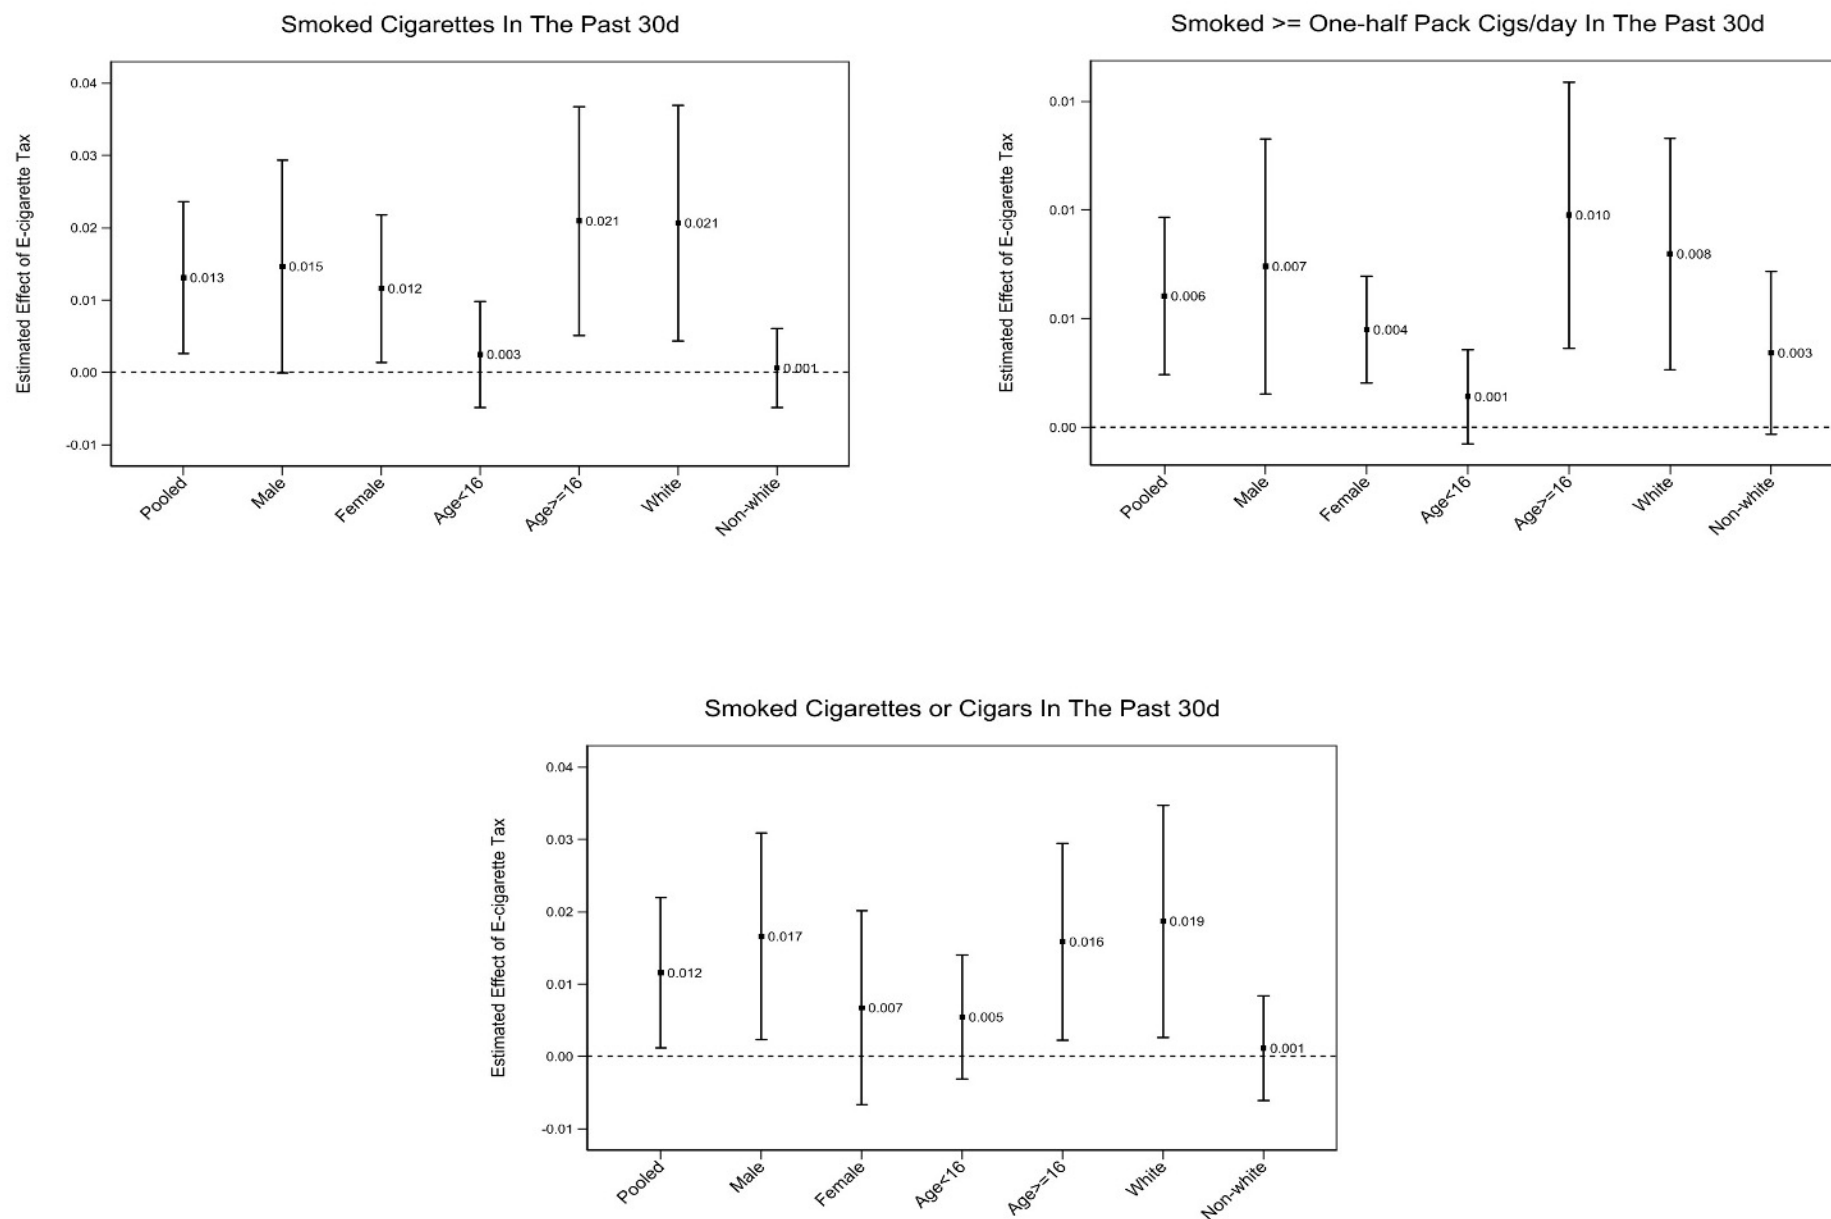 Smoked Cigarettes In The Past 30d
Estimated Effect of E-cigarette Tax
0.04
0.03
0.02
0.01
0.00
-0.01
0.013
0.015
0.012
0.003
0.021
0.021
0.001
Pooled
Male
Female
Age<16
Age>=16
White
Non-white
Smoked >= One-half Pack Cigs/day In The Past 30d
Estimated Effect of E-cigarette Tax
0.01
0.01
0.01
0.00
0.006
0.007
0.004
0.001
0.010
0.008
0.003
Pooled
Male
Female
Age<16
Age>=16
White
Non-white
Smoked Cigarettes or Cigars In The Past 30d
Estimated Effect of E-cigarette Tax
0.04
0.03
0.02
0.01
0.00
-0.01
0.012
0.017
0.007
0.005
0.016
0.019
0.001
Pooled
Male
Female
Age<16
Age>=16
White
Non-white